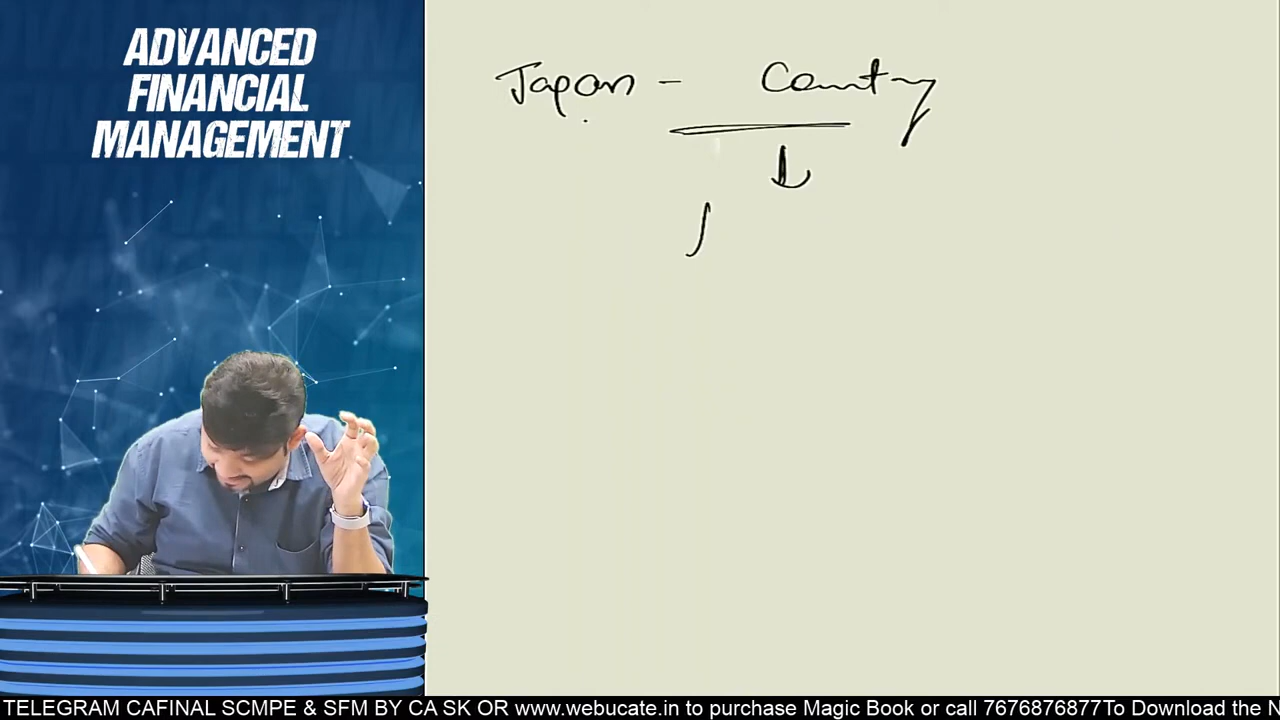 ADVANCED
FINANCIAL
MANAGEMENT
Japan - Country
TELEGRAM CAFINAL SCMPE & SFM BY CA SK OR www.webucate.in to purchase Magic Book or call 7676876877To Download the N